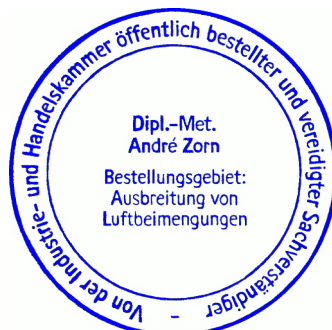 Von der Industrie- und Handelskammer öffentlich bestellter und vereidigter Sachverständiger -
Dipl.-Met.
André Zorn
Bestellungsgebiet:
Ausbreitung von
Luftbeimengungen